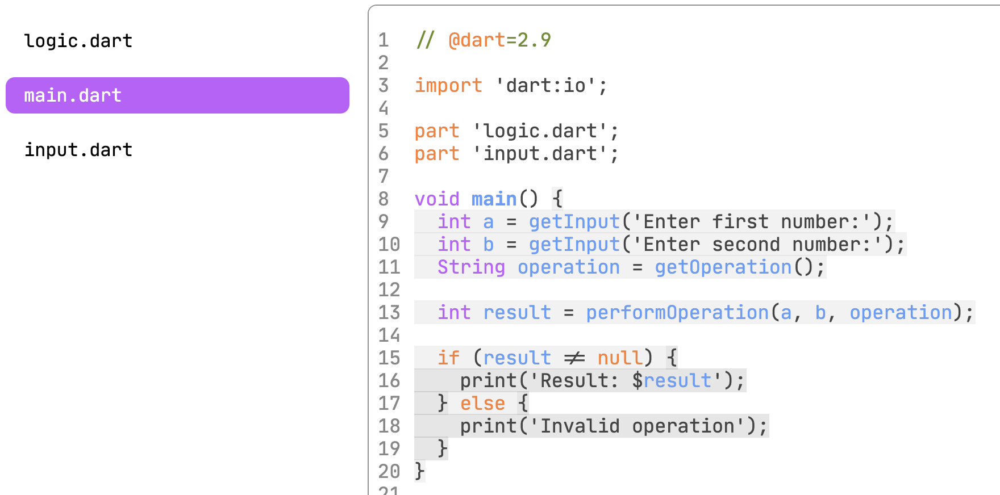 logic.dart
main.dart
input.dart
1 // @dart=2.9
2
3 import 'dart:io';
4
5 part 'logic.dart';
6 part 'input.dart';
7
8 void main() {
9   int a = getInput('Enter first number:');
10   int b = getInput('Enter second number:');
11   String operation = getOperation();
12
13   int result = performOperation(a, b, operation);
14
15   if (result != null) {
16     print('Result: $result');
17   } else {
18     print('Invalid operation');
19   }
20 }
21